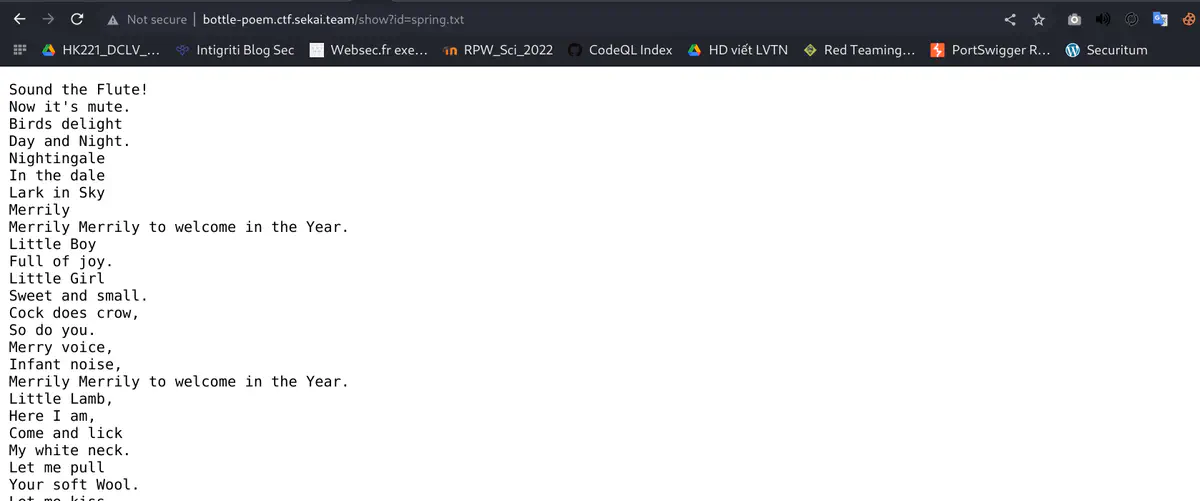 Not secure | bottle-poem.ctf.sekai.team/show?id=spring.txt
HK221_DCLV_... Intigriti Blog Sec Websec.fr exe... RPW_Sci_2022 CodeQL Index HD viết LVTN Red Teaming... PortSwigger R... Securitum
Sound the Flute!
Now it's mute.
Birds delight
Day and Night.
Nightingale
In the dale
Lark in Sky
Merrily
Merrily Merrily to welcome in the Year.
Little Boy
Full of joy.
Little Girl
Sweet and small.
Cock does crow,
So do you.
Merry voice,
Infant noise,
Merrily Merrily to welcome in the Year.
Little Lamb,
Here I am,
Come and lick
My white neck.
Let me pull
Your soft Wool.
Let me kiss